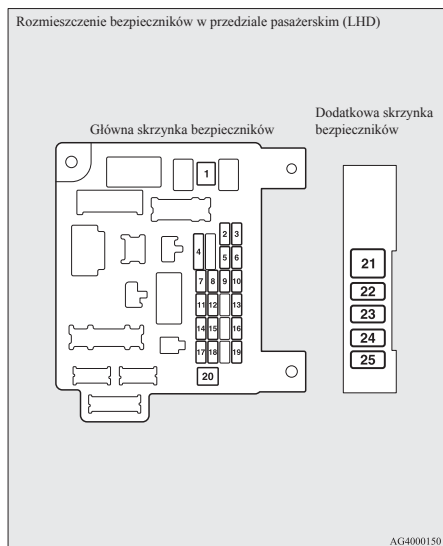 Rozmieszczenie bezpieczników w przedziale pasażerskim (LHD)
Główna skrzynka bezpieczników
Dodatkowa skrzynka
bezpieczników
1
2 3
4
5 6
7 8 9 10
11 12 13
14 15 16
17 18 19
20
21
22
23
24
25
AG4000150